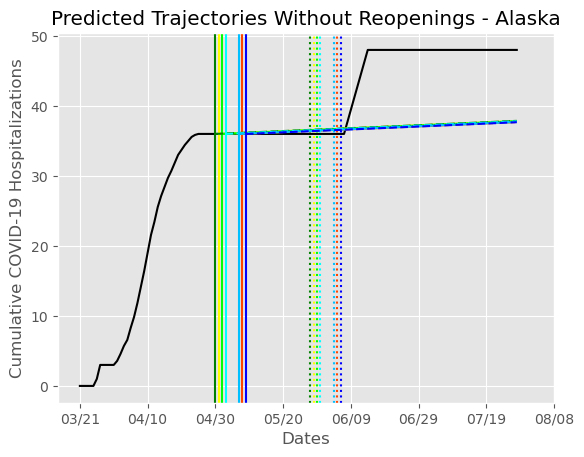 Predicted Trajectories Without Reopenings - Alaska
Cumulative COVID-19 Hospitalizations
50
40
30
20
10
0
03/21 04/10 04/30 05/20 06/09 06/29 07/19 08/08
Dates